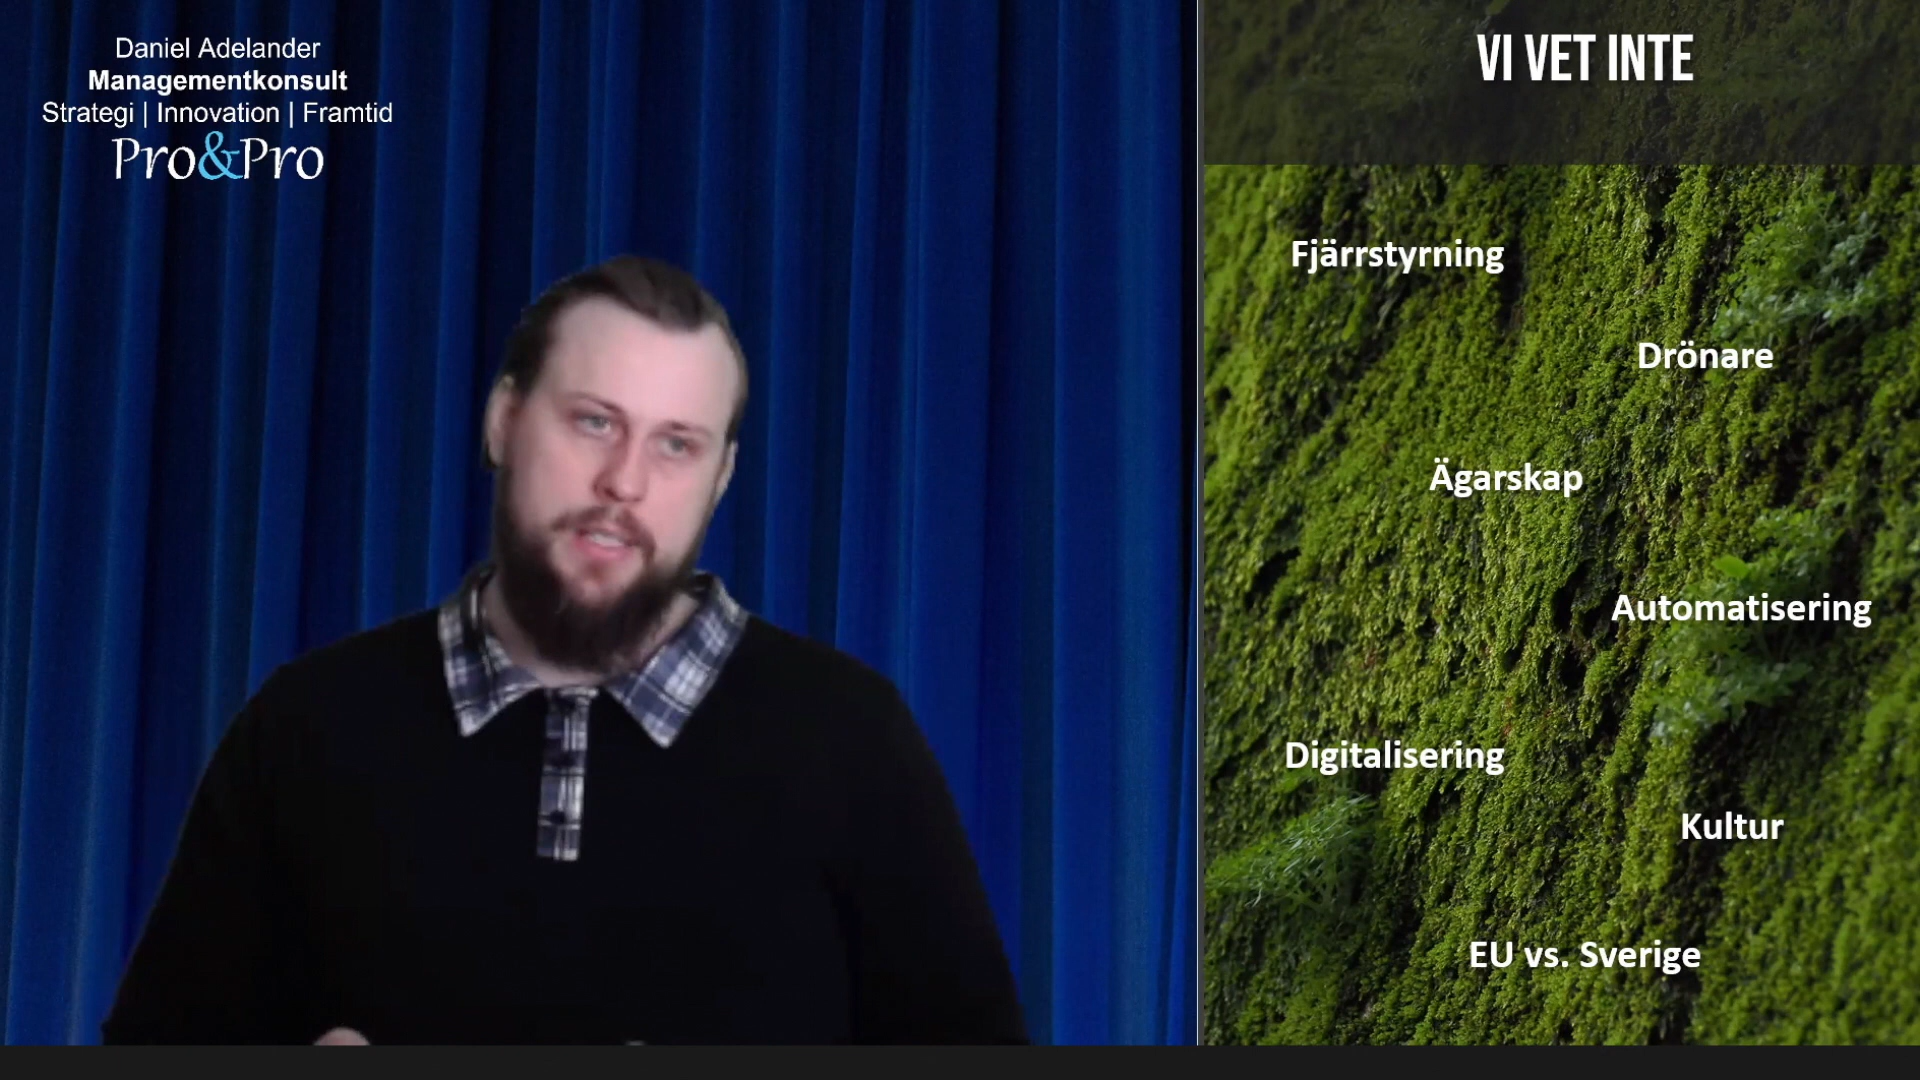 Daniel Adelander
Managementkonsult
Strategi | Innovation | Framtid
Pro&Pro
VI VET INTE
Fjärrstyrning
Drönare
Ägarskap
Automatisering
Digitalisering
Kultur
EU vs. Sverige